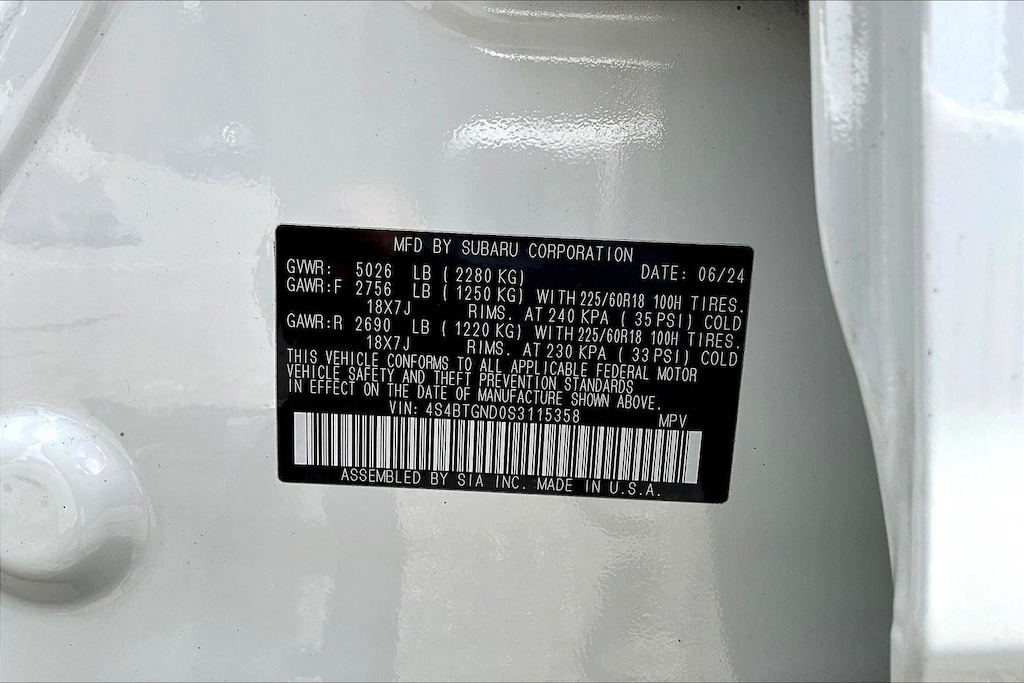 MFD BY SUBARU CORPORATION
GVWR: 5026 LB (2280 KG) DATE: 06/24
GAWR:F 2756 LB (1250 KG) WITH 225/60R18 100H TIRES.
18X7J RIMS. AT 240 KPA (35 PSI) COLD
GAWR:R 2690 LB (1220 KG) WITH 225/60R18 100H TIRES.
18X7J RIMS. AT 230 KPA (33 PSI) COLD
THIS VEHICLE CONFORMS TO ALL APPLICABLE FEDERAL MOTOR
VEHICLE SAFETY AND THEFT PREVENTION STANDARDS
IN EFFECT ON THE DATE OF MANUFACTURE SHOWN ABOVE.
VIN: 4S4BTGND0S3115358 MPV
ASSEMBLED BY SIA INC. MADE IN U.S.A.